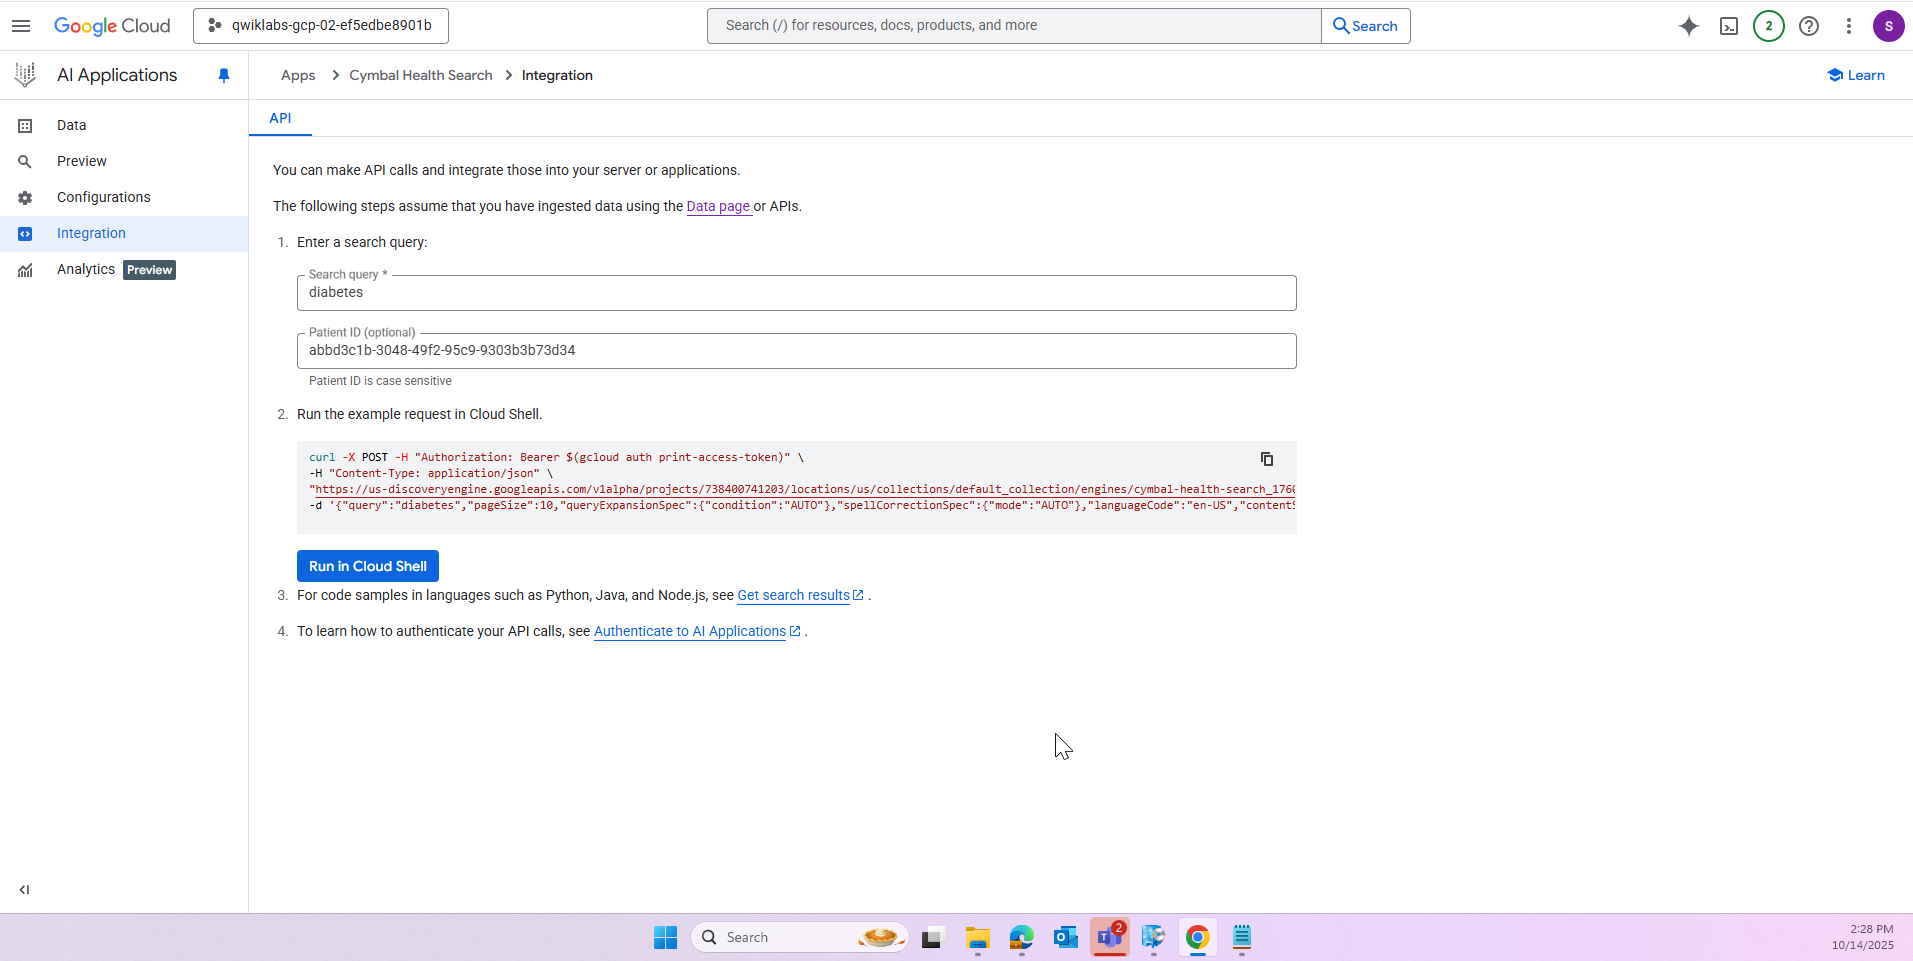 Google Cloud
qwiklabs-gcp-02-ef5edbe8901b
Search (/) for resources, docs, products, and more
Search
2
S
AI Applications
Apps > Cymbal Health Search > Integration
Learn
Data
Preview
Configurations
Integration
Analytics Preview
API
You can make API calls and integrate those into your server or applications.
The following steps assume that you have ingested data using the Data page or APIs.
1. Enter a search query:
Search query *
diabetes
Patient ID (optional)
abbd3c1b-3048-49f2-95c9-9303b3b73d34
Patient ID is case sensitive
2. Run the example request in Cloud Shell.
curl -X POST -H "Authorization: Bearer $(gcloud auth print-access-token)" \
-H "Content-Type: application/json" \
"https://us-discoveryengine.googleapis.com/v1alpha/projects/738400741203/locations/us/collections/default_collection/engines/cymbal-health-search_176
-d '{"query":"diabetes","pageSize":10,"queryExpansionSpec":{"condition":"AUTO"},"spellCorrectionSpec":{"mode":"AUTO"},"languageCode":"en-US","content
Run in Cloud Shell
3. For code samples in languages such as Python, Java, and Node.js, see Get search results .
4. To learn how to authenticate your API calls, see Authenticate to AI Applications .
Search
2
2:28 PM
10/14/2025